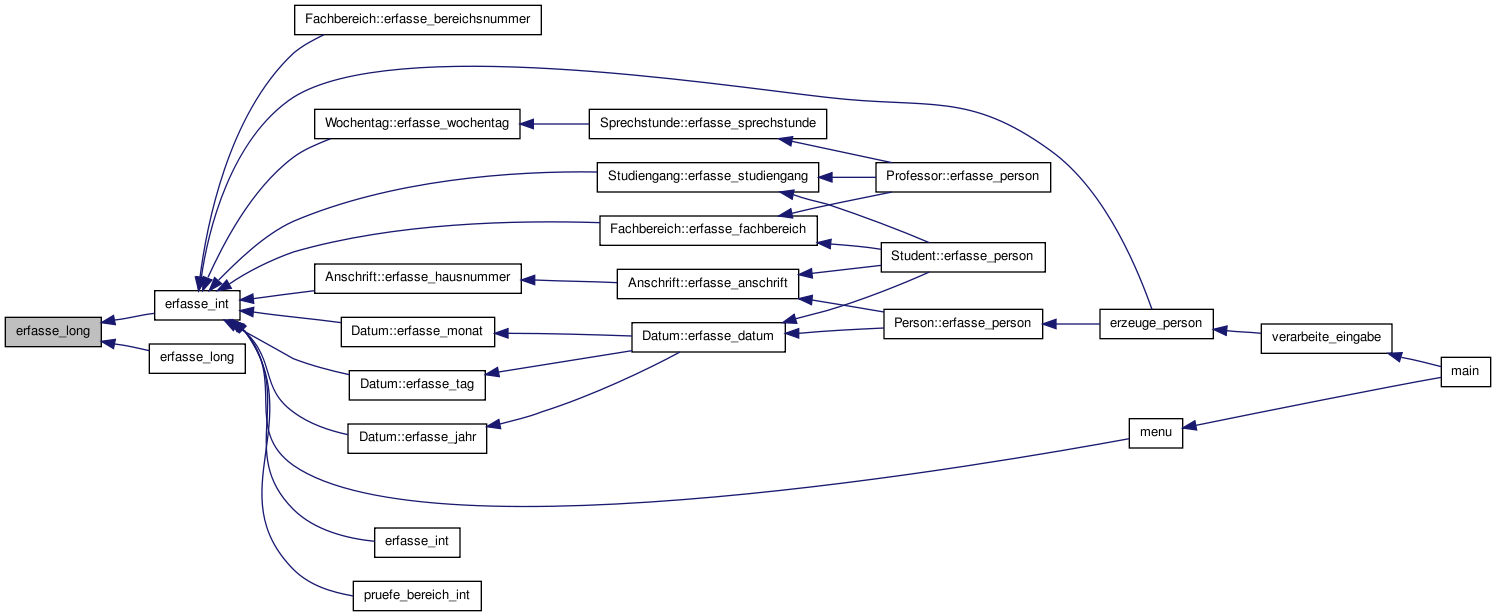 Fachbereich::erfasse_bereichsnummer
Wochentag::erfasse_wochentag
Sprechstunde::erfasse_sprechstunde
Studiengang::erfasse_studiengang
Professor::erfasse_person
Fachbereich::erfasse_fachbereich
Student::erfasse_person
Anschrift::erfasse_hausnummer
Anschrift::erfasse_anschrift
erfasse_int
erfasse_long
Datum::erfasse_monat
Datum::erfasse_datum
Person::erfasse_person
erzeuge_person
verarbeite_eingabe
erfasse_long
main
Datum::erfasse_tag
Datum::erfasse_jahr
menu
erfasse_int
pruefe_bereich_int